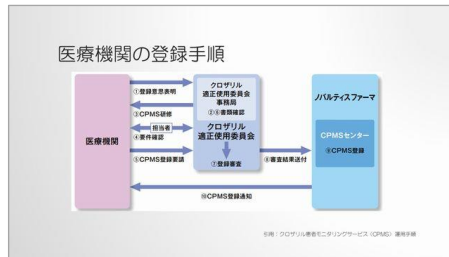 医療機関の登録手順
医療機関
①登録意思表明
③CPMS研修
担当者
④要件確認
⑤CPMS登録要請
クロザリル
適正使用委員会
事務局
②⑥書類確認
クロザリル
適正使用委員会
⑦登録審査
⑧審査結果送付
ノバルティスファーマ
CPMSセンター
⑨CPMS登録
⑩CPMS登録通知
引用:クロザリル患者モニタリングサービス(CPMS)運用手順